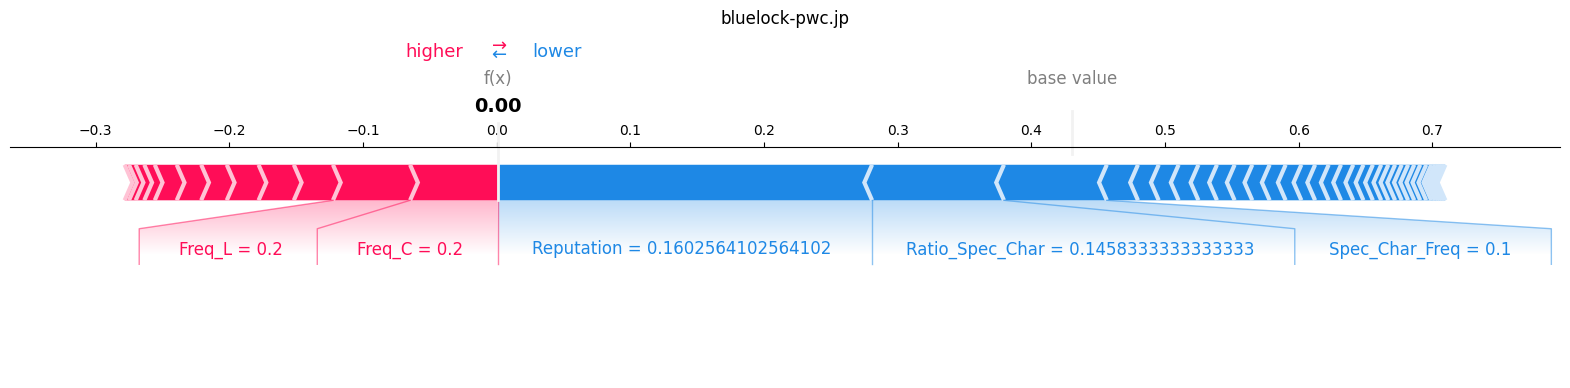 bluelock-pwc.jp
higher ⇄ lower
f(x) base value
0.00
−0.3 −0.2 −0.1 0.0 0.1 0.2 0.3 0.4 0.5 0.6 0.7
Freq_L = 0.2 Freq_C = 0.2 Reputation = 0.1602564102564102 Ratio_Spec_Char = 0.1458333333333333 Spec_Char_Freq = 0.1